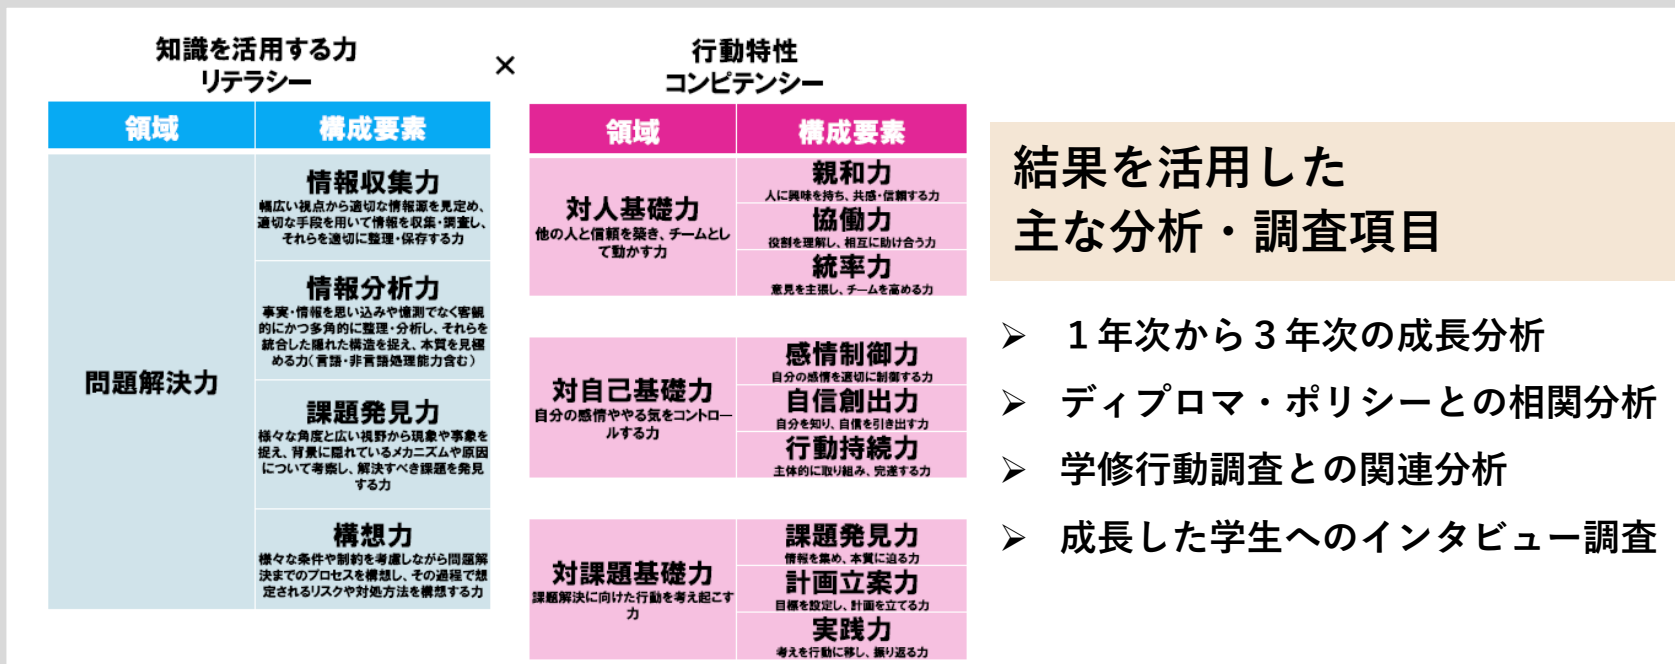 知識を活用する力
リテラシー
×
行動特性
コンピテンシー
領域
構成要素
問題解決力
情報収集力
幅広い視点から適切な情報源を見定め、
適切な手段を用いて情報を収集・調査し、
それらを適切に整理・保存する力
情報分析力
事実・情報を思い込みや憶測でなく客観
的にかつ多角的に整理・分析し、それらを
統合した隠れた構造を捉え、本質を見極
める力(言語・非言語処理能力含む)
課題発見力
様々な角度と広い視野から現象や事象を
捉え、背景に隠れているメカニズムや原因
について考察し、解決すべき課題を発見
する力
構想力
様々な条件や制約を考慮しながら問題解
決までのプロセスを構想し、その過程で想
定されるリスクや対処方法を構想する力
領域
構成要素
対人基礎力
他の人と信頼を築き、チームとし
て動かす力
親和力
人に興味を持ち、共感・信頼する力
協働力
役割を理解し、相互に助け合う力
統率力
意見を主張し、チームを高める力
対自己基礎力
自分の感情ややる気をコントロー
ルする力
感情制御力
自分の感情を適切に制御する力
自信創出力
自分を知り、自信を引き出す力
行動持続力
主体的に取り組み、完遂する力
対課題基礎力
課題解決に向けた行動を考え起こす
力
課題発見力
情報を集め、本質に迫る力
計画立案力
目標を設定し、計画を立てる力
実践力
考えを行動に移し、振り返る力
結果を活用した
主な分析・調査項目
➢ １年次から３年次の成長分析
➢ ディプロマ・ポリシーとの相関分析
➢ 学修行動調査との関連分析
➢ 成長した学生へのインタビュー調査